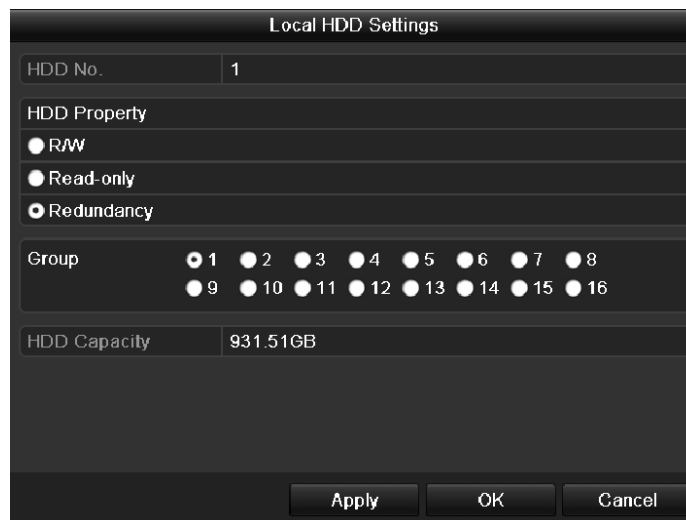 Local HDD Settings
HDD No. 1
HDD Property
R/W
Read-only
Redundancy
Group 1 2 3 4 5 6 7 8
9 10 11 12 13 14 15 16
HDD Capacity 931.51GB
Apply OK Cancel